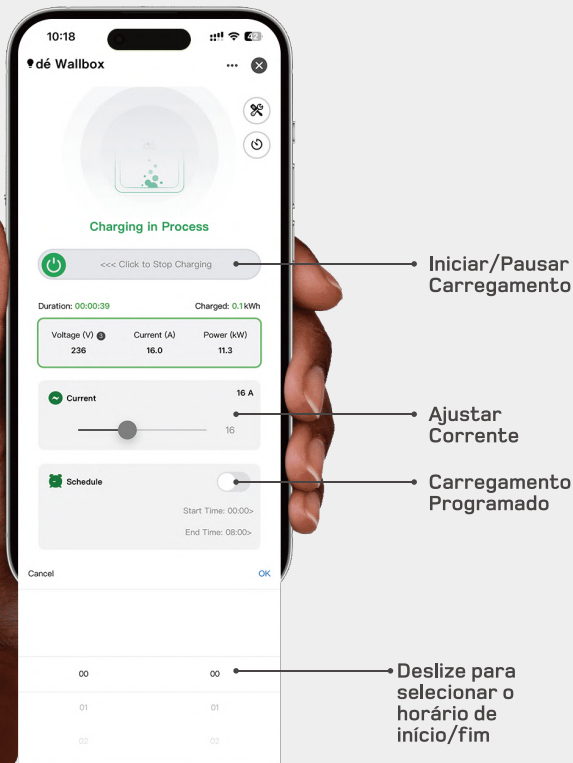 10:18
42
dé Wallbox
Charging in Process
<<< Click to Stop Charging
Iniciar/Pausar
Carregamento
Duration: 00:00:39
Charged: 0.1kWh
Voltage (V) 3
Current (A)
Power (kW)
236
16.0
11.3
Current
16 A
16
Ajustar
Corrente
Schedule
Carregamento
Programado
Start Time: 00:00>
End Time: 08:00>
Cancel
OK
00
00
Deslize para
selecionar o
horário de
início/fim
01
01
02
02